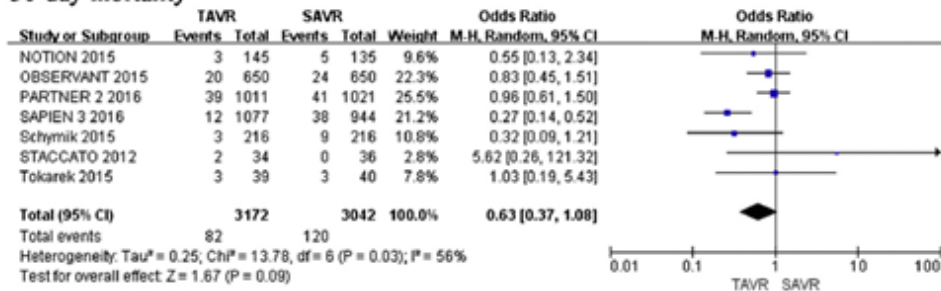 TAVR SAVR Odds Ratio Odds Ratio
Study or Subgroup Events Total Events Total Weight M-H, Random, 95% CI M-H, Random, 95% CI
NOTION 2015 3 145 5 135 9.6% 0.55 [0.13, 2.34]
OBSERVANT 2015 20 650 24 650 22.3% 0.83 [0.45, 1.51]
PARTNER 2 2016 39 1011 41 1021 25.5% 0.96 [0.61, 1.50]
SAPIEN 3 2016 12 1077 38 944 21.2% 0.27 [0.14, 0.52]
Schymik 2015 3 216 9 216 10.8% 0.32 [0.09, 1.21]
STACCATO 2012 2 34 0 36 2.8% 5.62 [0.26, 121.32]
Tokarek 2015 3 39 3 40 7.8% 1.03 [0.19, 5.43]
Total (95% CI) 3172 3042 100.0% 0.63 [0.37, 1.08]
Total events 82 120
Heterogeneity: Tau² = 0.25; Chi² = 13.78, df = 6 (P = 0.03); I² = 56%
Test for overall effect: Z = 1.67 (P = 0.09)
0.01 0.1 1 10 100
TAVR SAVR